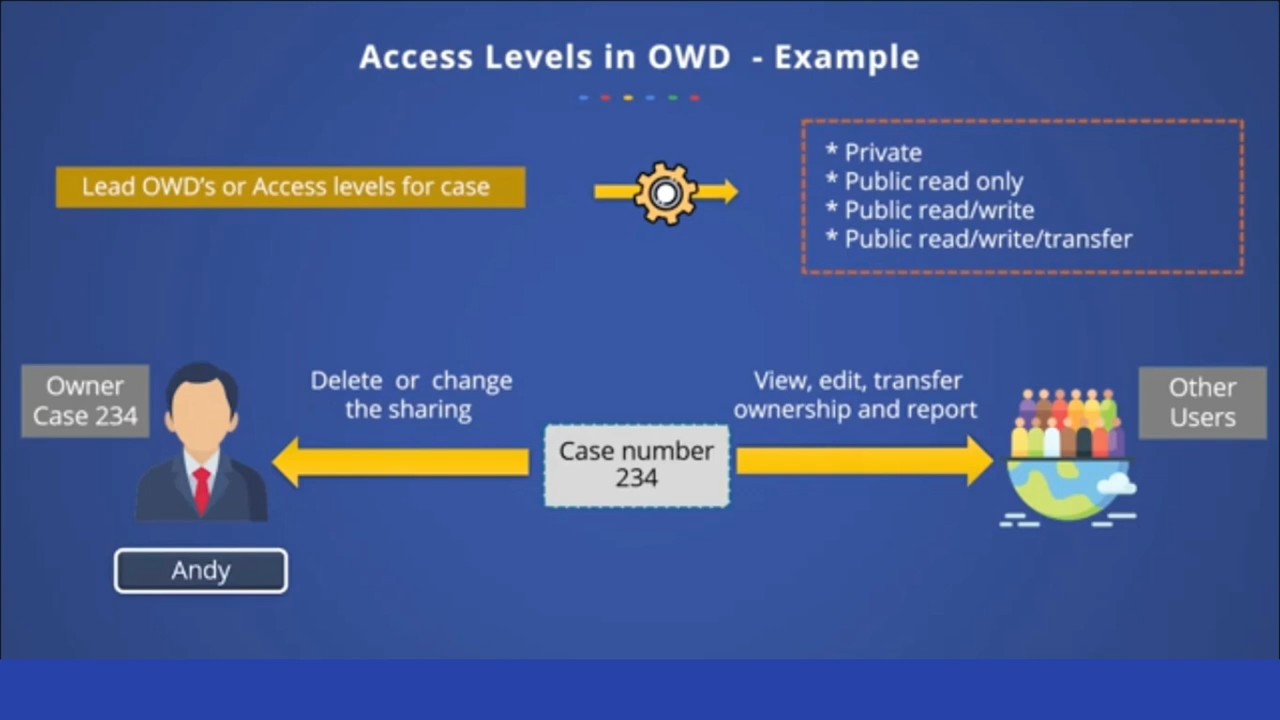 Access Levels in OWD - Example
Lead OWD's or Access levels for case
* Private
* Public read only
* Public read/write
* Public read/write/transfer
Owner
Case 234
Delete or change
the sharing
Case number
234
View, edit, transfer
ownership and report
Other
Users
Andy